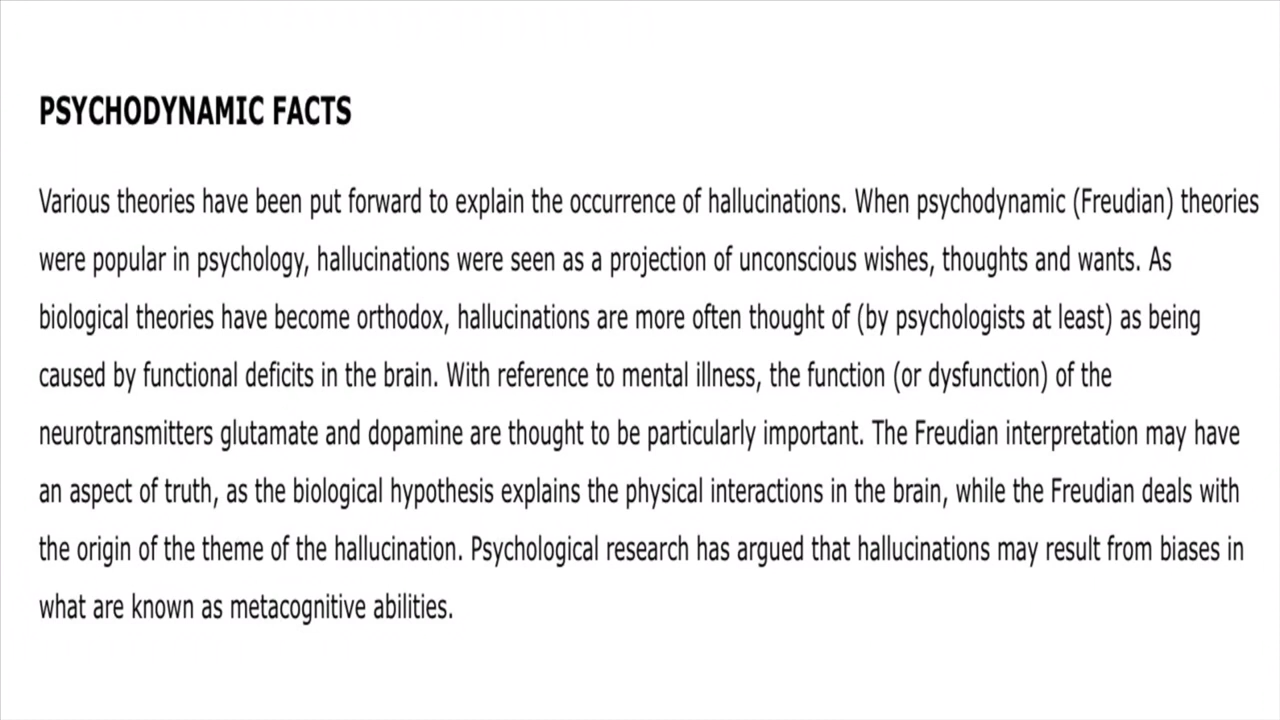 PSYCHODYNAMIC FACTS
Various theories have been put forward to explain the occurrence of hallucinations. When psychodynamic (Freudian) theories
were popular in psychology, hallucinations were seen as a projection of unconscious wishes, thoughts and wants. As
biological theories have become orthodox, hallucinations are more often thought of (by psychologists at least) as being
caused by functional deficits in the brain. With reference to mental illness, the function (or dysfunction) of the
neurotransmitters glutamate and dopamine are thought to be particularly important. The Freudian interpretation may have
an aspect of truth, as the biological hypothesis explains the physical interactions in the brain, while the Freudian deals with
the origin of the theme of the hallucination. Psychological research has argued that hallucinations may result from biases in
what are known as metacognitive abilities.